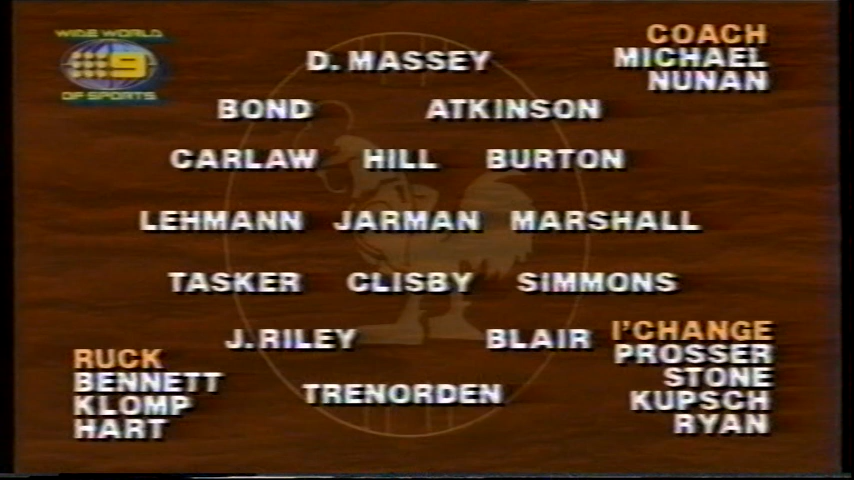 WIDE WORLD
9
OF SPORTS
COACH
MICHAEL
NUNAN
D. MASSEY
BOND ATKINSON
CARLAW HILL BURTON
LEHMANN JARMAN MARSHALL
TASKER CLISBY SIMMONS
J. RILEY BLAIR
TRENORDEN
RUCK
BENNETT
KLOMP
HART
I'CHANGE
PROSSER
STONE
KUPSCH
RYAN